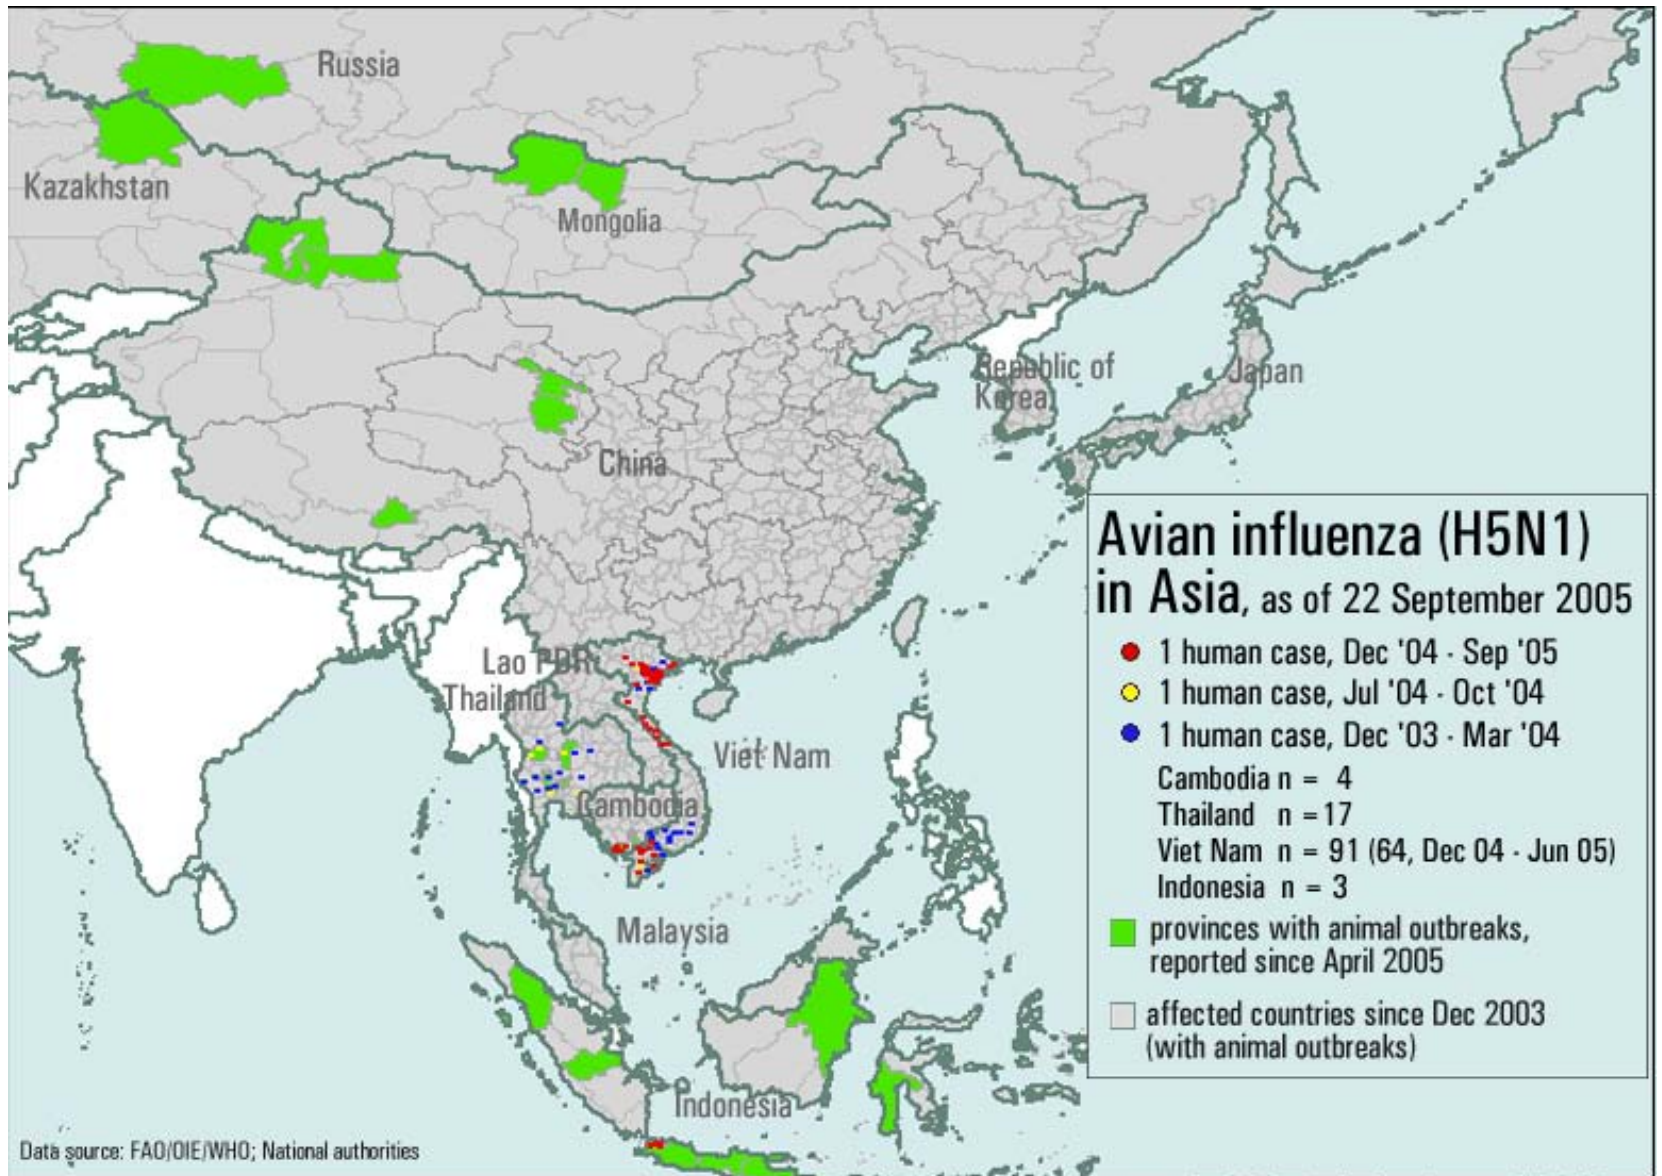 Russia
Kazakhstan
Mongolia
Republic of
Korea
Japan
China
Lao PDR
Thailand
Viet Nam
Cambodia
Malaysia
Indonesia
Avian influenza (H5N1)
in Asia, as of 22 September 2005
1 human case, Dec '04 - Sep '05
1 human case, Jul '04 - Oct '04
1 human case, Dec '03 - Mar '04
Cambodia n = 4
Thailand n = 17
Viet Nam n = 91 (64, Dec 04 - Jun 05)
Indonesia n = 3
provinces with animal outbreaks,
reported since April 2005
affected countries since Dec 2003
(with animal outbreaks)
Data source: FAO/OIE/WHO; National authorities